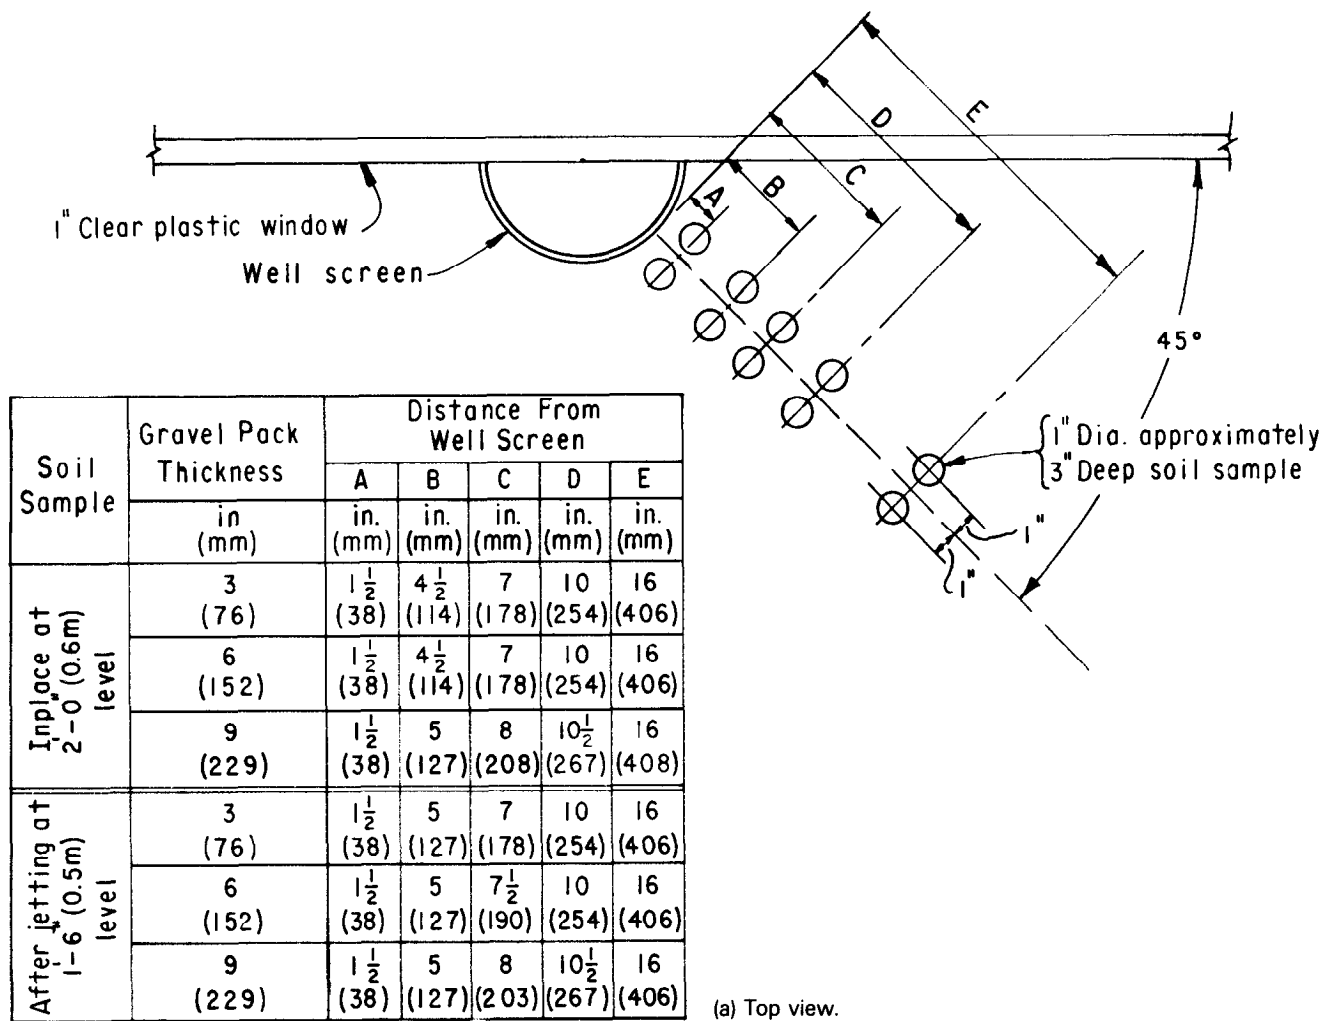 E
D
C
B
A
1" Clear plastic window
Well screen
45°
1" Dia. approximately
3" Deep soil sample
1"
1"
Soil Sample
Gravel Pack Thickness
Distance From Well Screen
A B C D E
in (mm) in. (mm) in. (mm) in. (mm) in. (mm) in. (mm)
Inplace at 2'-0" (0.6m) level
3 1 1/2 4 1/2 7 10 16
(76) (38) (114) (178) (254) (406)
6 1 1/2 4 1/2 7 10 16
(152) (38) (114) (178) (254) (406)
9 1 1/2 5 8 10 1/2 16
(229) (38) (127) (208) (267) (408)
After jetting at 1'-6" (0.5m) level
3 1 1/2 5 7 10 16
(76) (38) (127) (178) (254) (406)
6 1 1/2 5 7 1/2 10 16
(152) (38) (127) (190) (254) (406)
9 1 1/2 5 8 10 1/2 16
(229) (38) (127) (203) (267) (406)
(a) Top view.